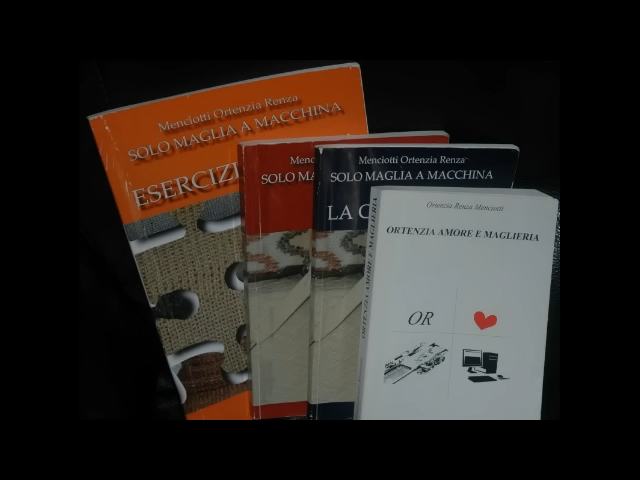 Menciotti Ortenzia Renza
SOLO MAGLIA A MACCHINA
ESERCIZI
Menc
SOLO MA
Menciotti Ortenzia Renza
SOLO MAGLIA A MACCHINA
LA C
Ortenzia Renza Menciotti
ORTENZIA AMORE E MAGLIERIA
OR
ORTENZIA AMORE E MAGLIERIA